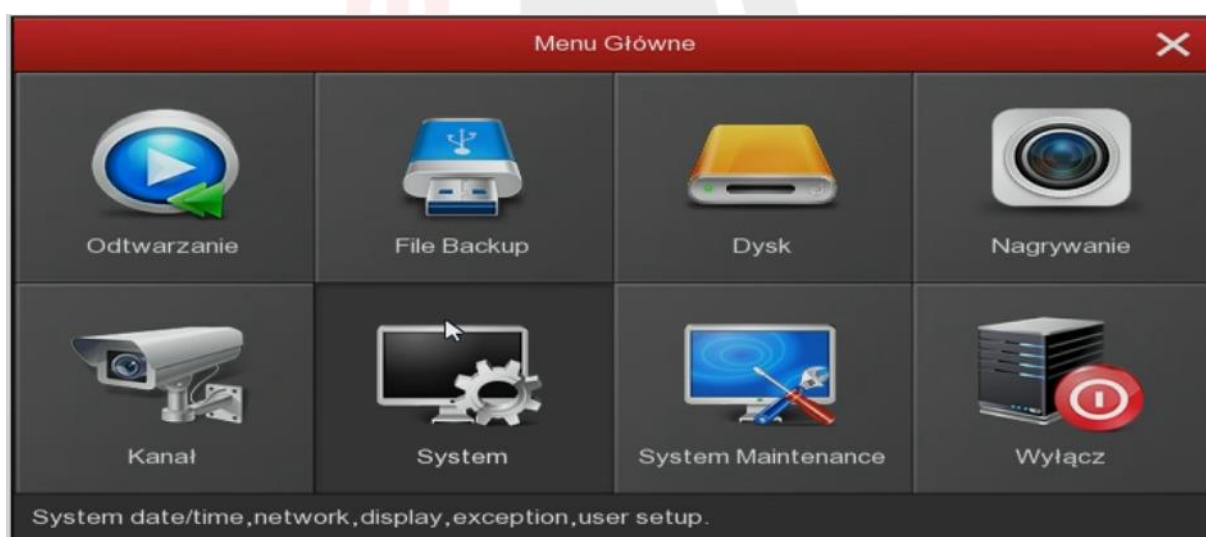 Menu Główne
Odtwarzanie
File Backup
Dysk
Nagrywanie
Kanał
System
System Maintenance
Wyłącz
System date/time,network,display,exception,user setup.